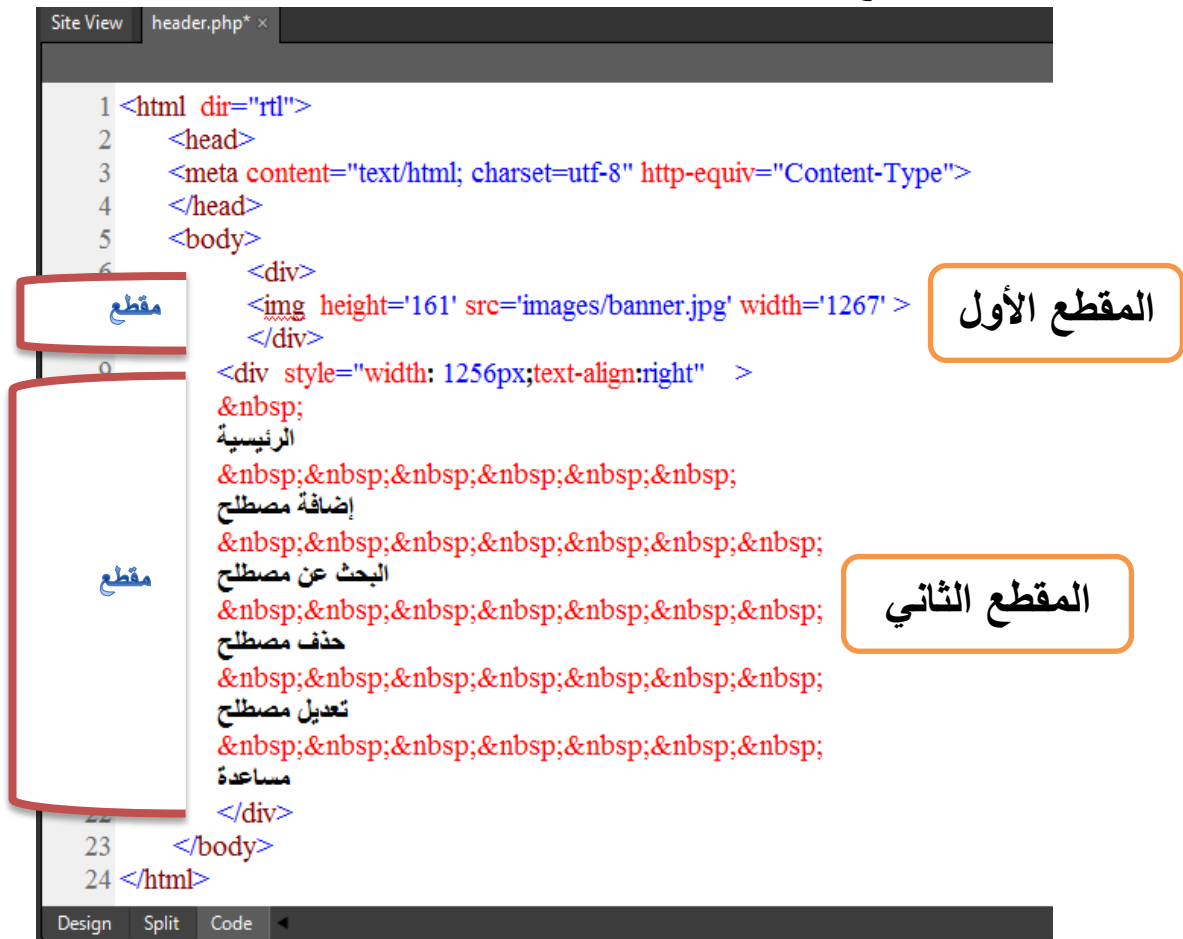 Site View header.php* ×
1 <html dir="rtl">
2 <head>
3 <meta content="text/html; charset=utf-8" http-equiv="Content-Type">
4 </head>
5 <body>
6 <div>
مقطع <img height='161' src='images/banner.jpg' width='1267' > المقطع الأول
</div>
9 <div style="width: 1256px;text-align:right" >
&nbsp;
الرئيسية
&nbsp;&nbsp;&nbsp;&nbsp;&nbsp;&nbsp;
إضافة مصطلح
&nbsp;&nbsp;&nbsp;&nbsp;&nbsp;&nbsp;&nbsp;
مقطع البحث عن مصطلح المقطع الثاني
&nbsp;&nbsp;&nbsp;&nbsp;&nbsp;&nbsp;&nbsp;
حذف مصطلح
&nbsp;&nbsp;&nbsp;&nbsp;&nbsp;&nbsp;&nbsp;
تعديل مصطلح
&nbsp;&nbsp;&nbsp;&nbsp;&nbsp;&nbsp;&nbsp;
مساعدة
22 </div>
23 </body>
24 </html>
Design Split Code